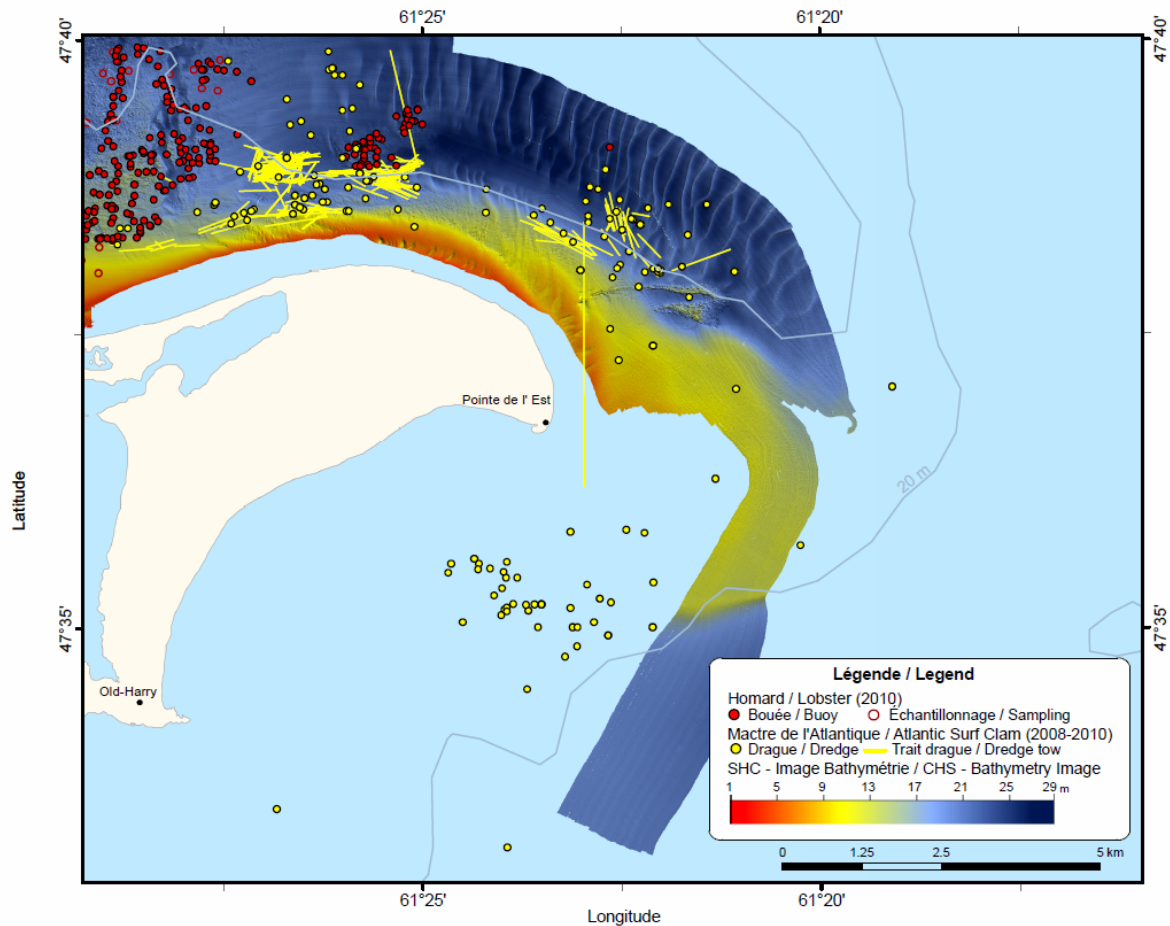 61°25' 61°20'
47°40' 47°40'
Pointe de l' Est
Latitude
20 m
47°35' 47°35'
Old-Harry
Légende / Legend
Homard / Lobster (2010)
Bouée / Buoy Échantillonnage / Sampling
Mactre de l'Atlantique / Atlantic Surf Clam (2008-2010)
Drague / Dredge Trait drague / Dredge tow
SHC - Image Bathymétrie / CHS - Bathymetry Image
1 5 9 13 17 21 25 29 m
0 1.25 2.5 5 km
61°25' 61°20'
Longitude